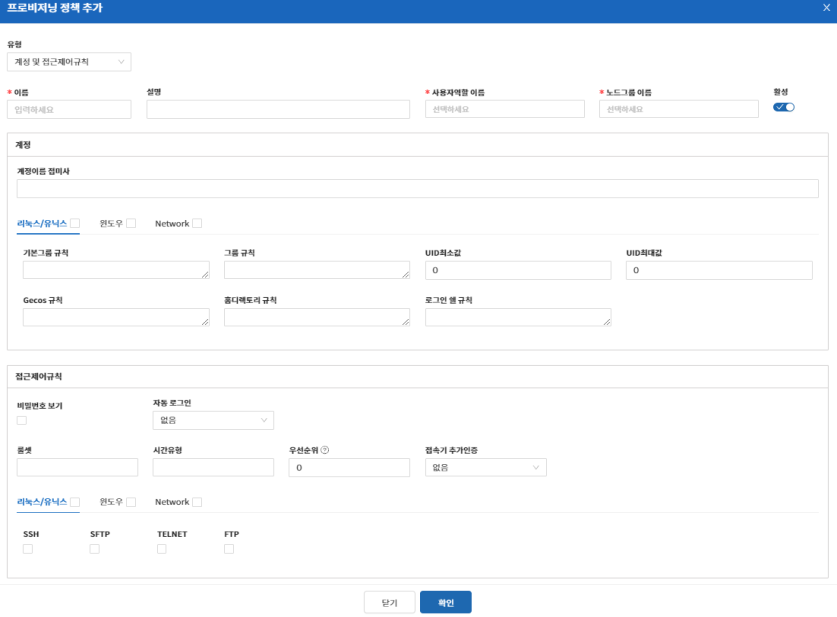 프로비저닝 정책 추가
유형
계정 및 접근제어규칙
* 이름 설명 * 사용자역할 이름 * 노드그룹 이름 활성
입력하세요 선택하세요 선택하세요
계정
계정이름 접미사
리눅스/유닉스 윈도우 Network
기본그룹 규칙 그룹 규칙 UID최소값 UID최대값
0 0
Gecos 규칙 홈디렉토리 규칙 로그인 쉘 규칙
접근제어규칙
비밀번호 보기 자동 로그인
없음
룰셋 시간유형 우선순위 접속기 추가인증
0 없음
리눅스/유닉스 윈도우 Network
SSH SFTP TELNET FTP
닫기 확인